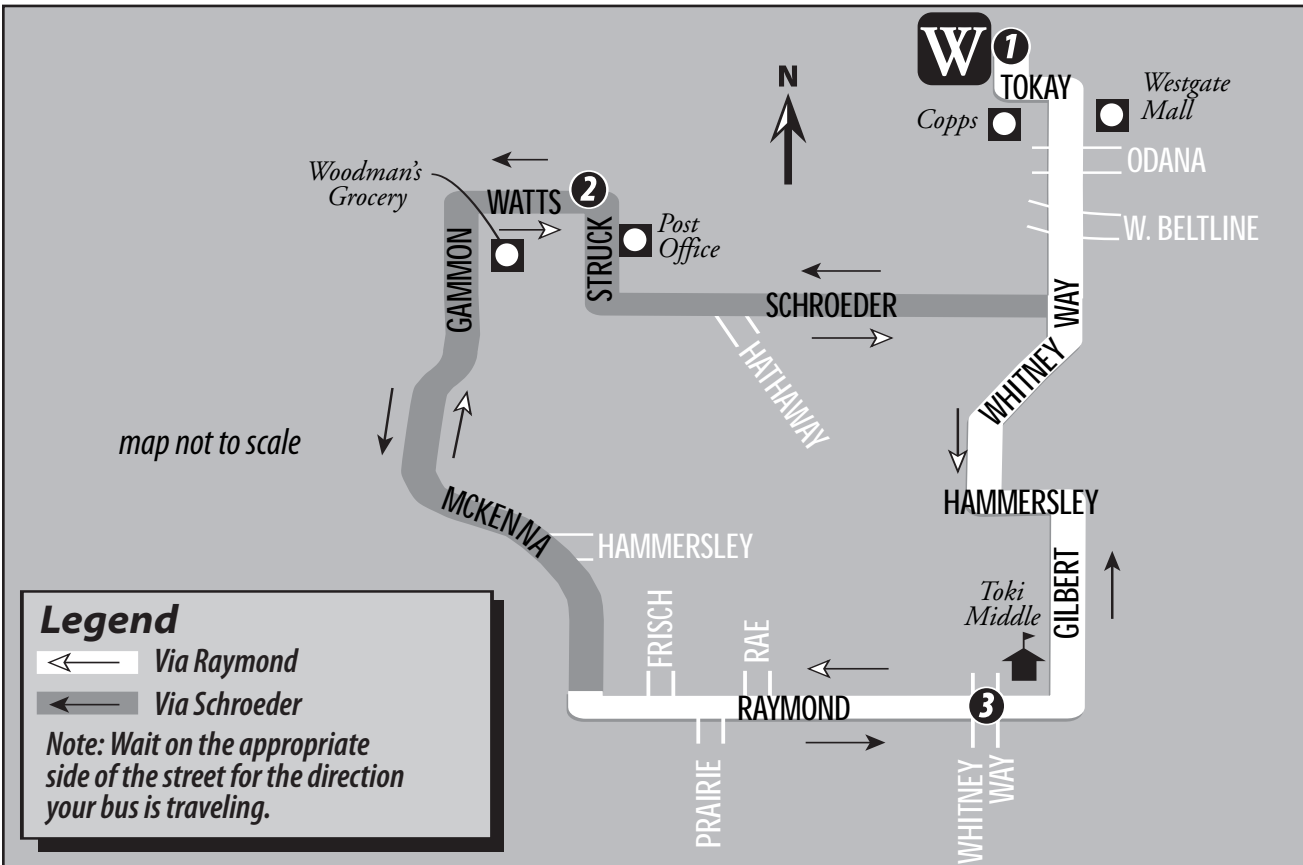 W
1
N
TOKAY
Westgate
Mall
Copps
ODANA
Woodman's
Grocery
WATTS
2
Post
Office
W. BELTLINE
GAMMON
STRUCK
SCHROEDER
WHITNEY WAY
HATHAWAY
map not to scale
MCKENNA
HAMMERSLEY
HAMMERSLEY
GILBERT
Toki
Middle
FRISCH
RAE
RAYMOND
3
PRAIRIE
WHITNEY
WAY
Legend
Via Raymond
Via Schroeder
Note: Wait on the appropriate
side of the street for the direction
your bus is traveling.